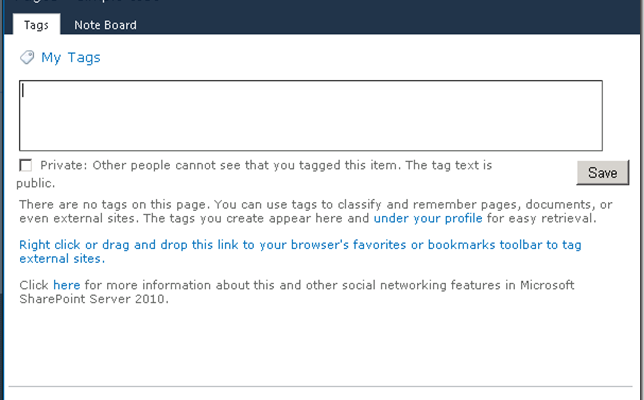 Tags
Note Board
My Tags
Private: Other people cannot see that you tagged this item. The tag text is
public.
Save
There are no tags on this page. You can use tags to classify and remember pages, documents, or
even external sites. The tags you create appear here and under your profile for easy retrieval.
Right click or drag and drop this link to your browser's favorites or bookmarks toolbar to tag
external sites.
Click here for more information about this and other social networking features in Microsoft
SharePoint Server 2010.